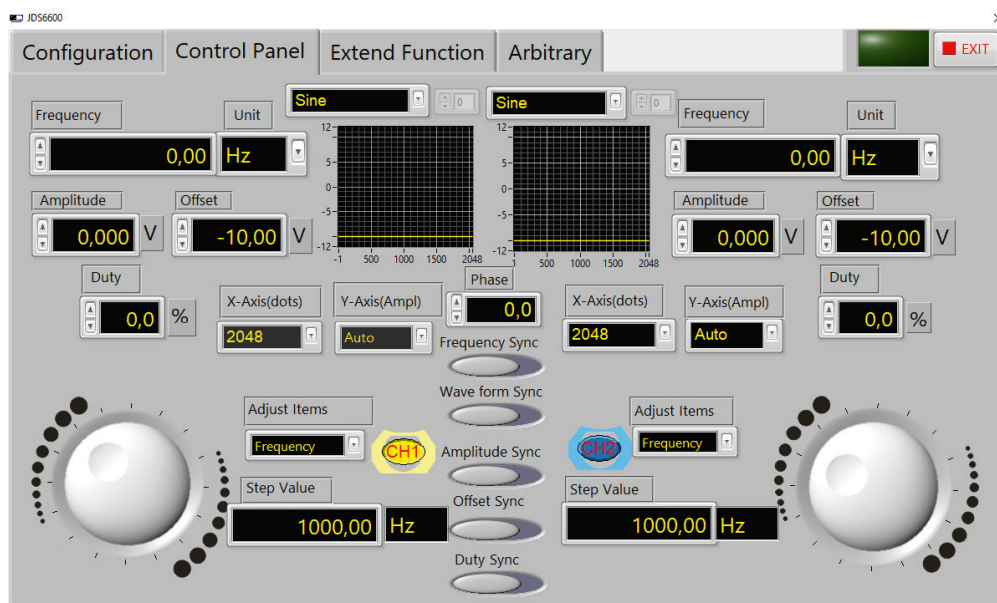 JDS6600
Configuration Control Panel Extend Function Arbitrary EXIT
Sine 0 Sine 0
Frequency Unit Frequency Unit
0,00 Hz 0,00 Hz
12 5 0 -5 -12
-1 500 1000 1500 2048
12 5 0 -5 -12
1 500 1000 1500 2048
Amplitude Offset Amplitude Offset
0,000 V -10,00 V 0,000 V -10,00 V
Duty Phase Duty
0,0 % 0,0 0,0 %
X-Axis(dots) Y-Axis(Ampl) X-Axis(dots) Y-Axis(Ampl)
2048 Auto 2048 Auto
Frequency Sync
Wave form Sync
Adjust Items Adjust Items
Frequency CH1 CH2 Frequency
Amplitude Sync
Step Value Step Value
Offset Sync
1000,00 Hz 1000,00 Hz
Duty Sync